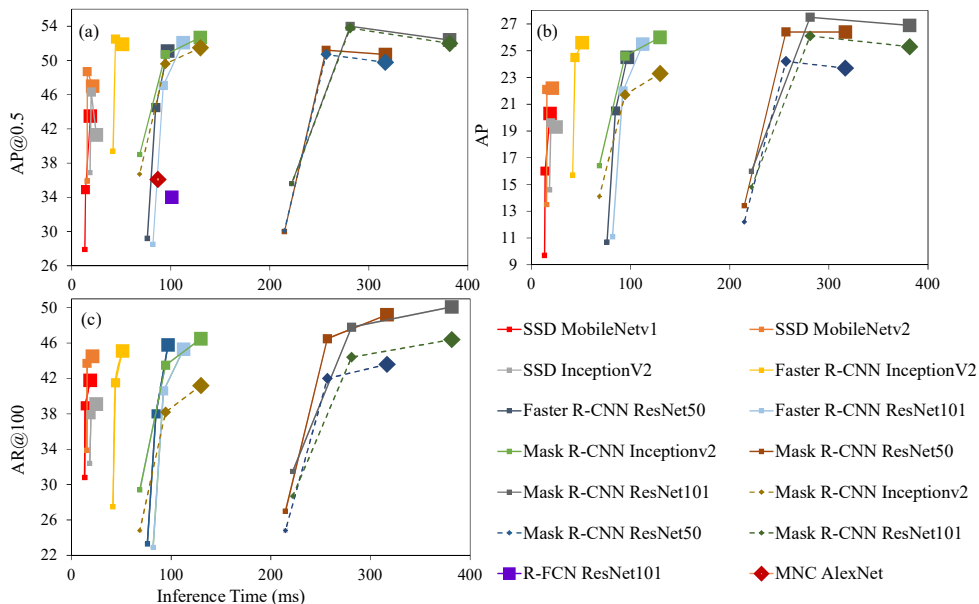 (a)
AP@0.5
54
50
46
42
38
34
30
26
0 100 200 300 400
(b)
AP
27
25
23
21
19
17
15
13
11
9
0 100 200 300 400
(c)
AR@100
50
46
42
38
34
30
26
22
0 100 200 300 400
Inference Time (ms)
SSD MobileNetv1 SSD MobileNetv2
SSD InceptionV2 Faster R-CNN InceptionV2
Faster R-CNN ResNet50 Faster R-CNN ResNet101
Mask R-CNN Inceptionv2 Mask R-CNN ResNet50
Mask R-CNN ResNet101 Mask R-CNN Inceptionv2
Mask R-CNN ResNet50 Mask R-CNN ResNet101
R-FCN ResNet101 MNC AlexNet